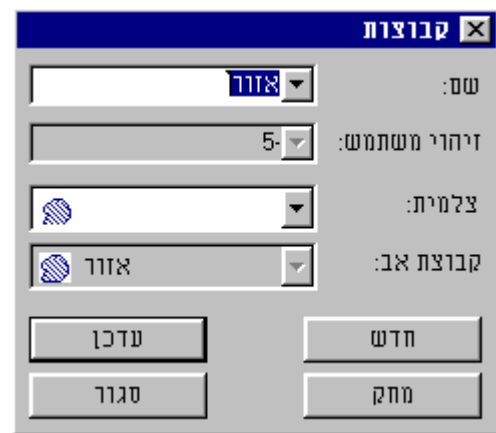 קבוצות
שם: אזור
זיהוי משתמש: 5-
צלמית:
קבוצת אב: אזור
חדש עדכן
מחק סגור